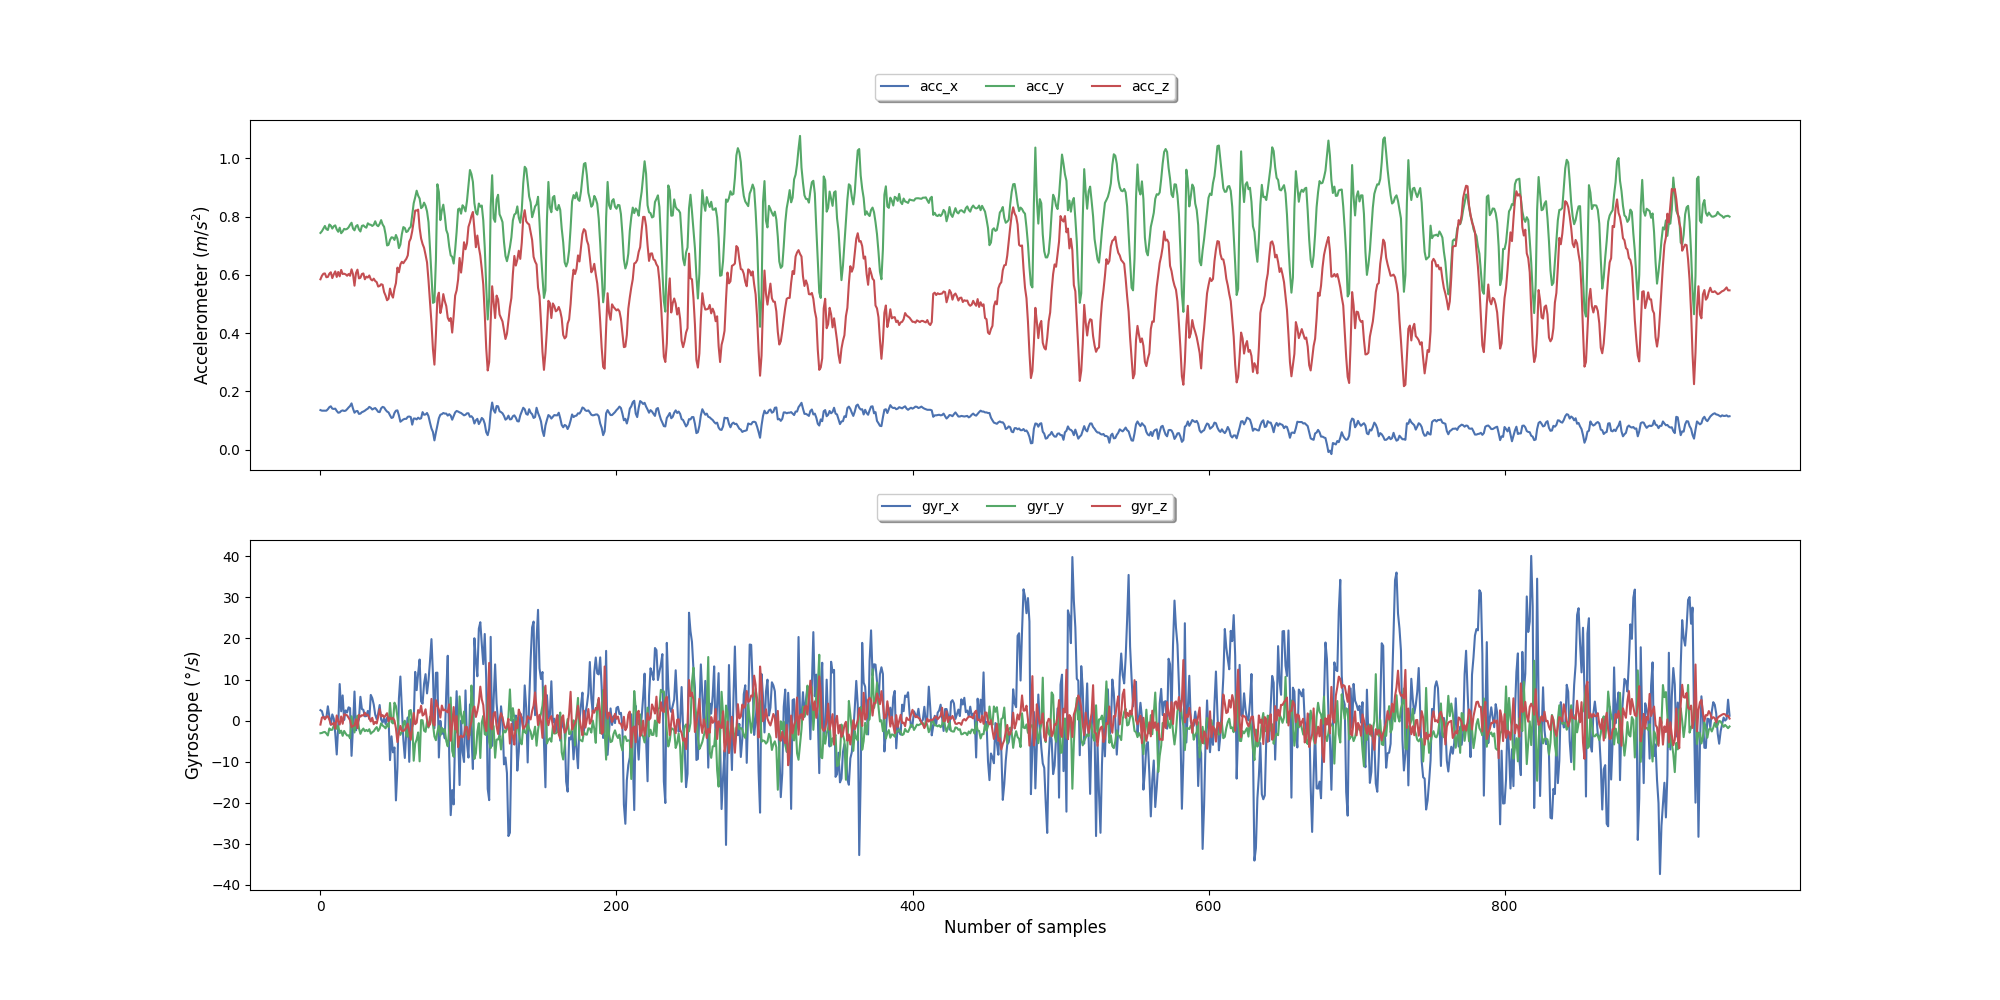 acc_x acc_y acc_z
Accelerometer (m/s²)
1.0
0.8
0.6
0.4
0.2
0.0
gyr_x gyr_y gyr_z
Gyroscope (°/s)
40
30
20
10
0
−10
−20
−30
−40
0 200 400 600 800
Number of samples